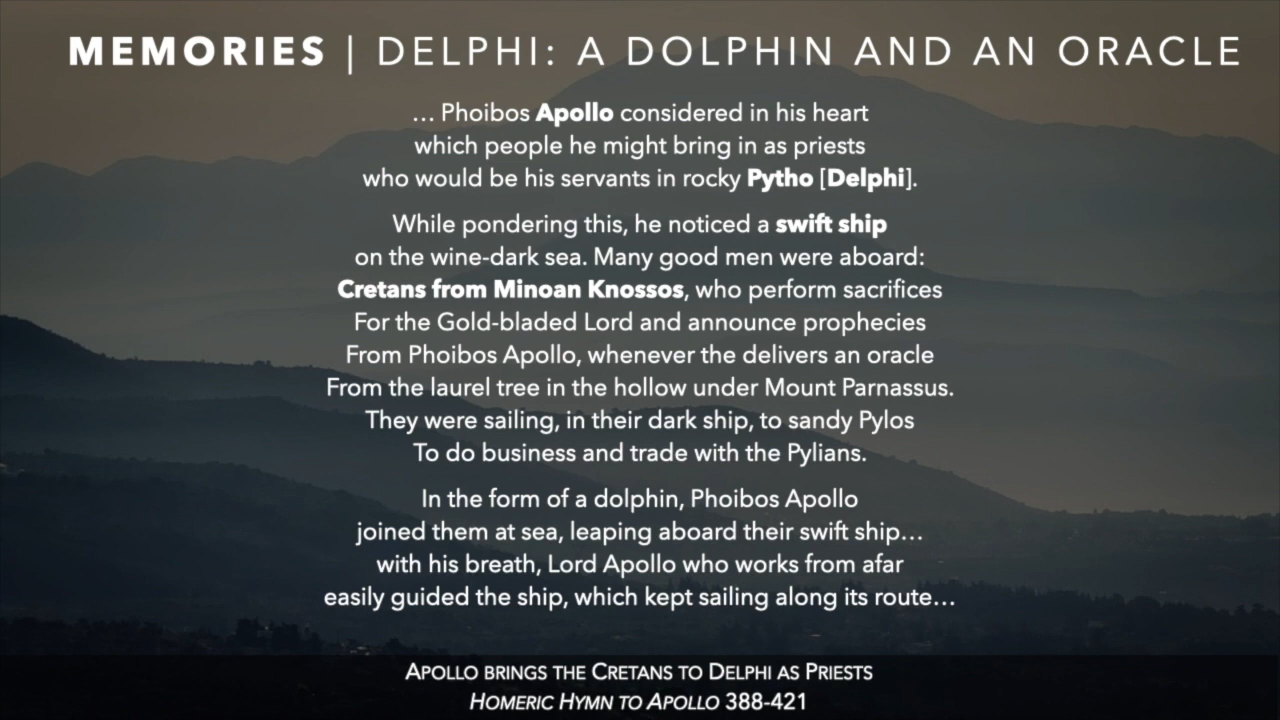 MEMORIES | DELPHI: A DOLPHIN AND AN ORACLE
… Phoibos Apollo considered in his heart
which people he might bring in as priests
who would be his servants in rocky Pytho [Delphi].
While pondering this, he noticed a swift ship
on the wine-dark sea. Many good men were aboard:
Cretans from Minoan Knossos, who perform sacrifices
For the Gold-bladed Lord and announce prophecies
From Phoibos Apollo, whenever the delivers an oracle
From the laurel tree in the hollow under Mount Parnassus.
They were sailing, in their dark ship, to sandy Pylos
To do business and trade with the Pylians.
In the form of a dolphin, Phoibos Apollo
joined them at sea, leaping aboard their swift ship…
with his breath, Lord Apollo who works from afar
easily guided the ship, which kept sailing along its route…
APOLLO BRINGS THE CRETANS TO DELPHI AS PRIESTS
HOMERIC HYMN TO APOLLO 388-421